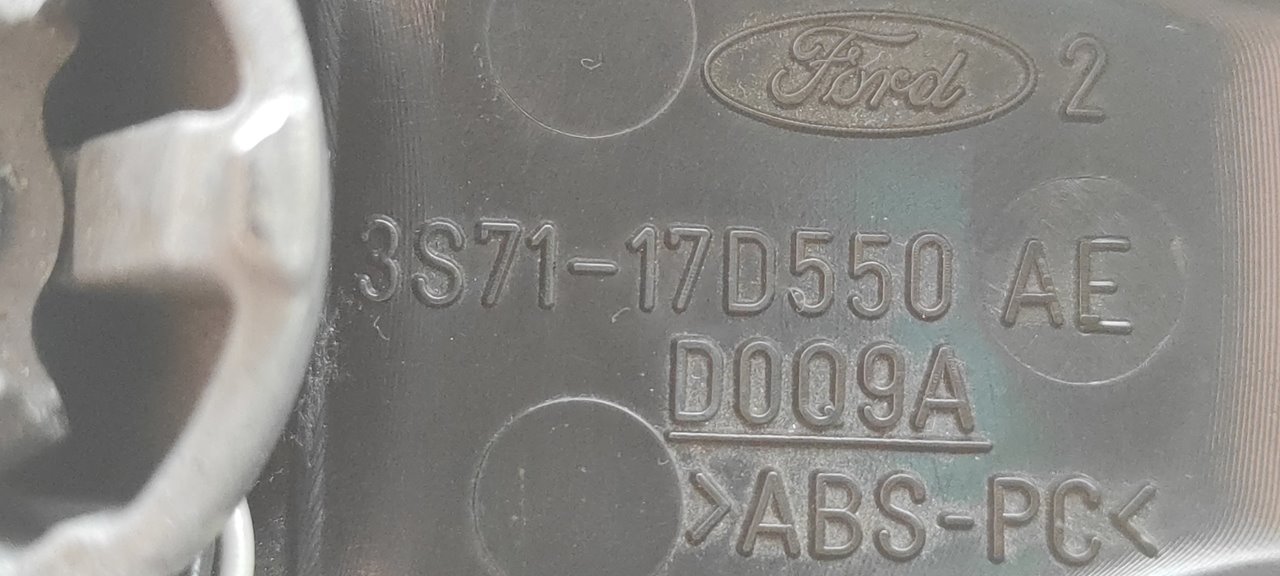 Ford 2
3S71-17D550 AE
D0Q9A
>ABS-PC<